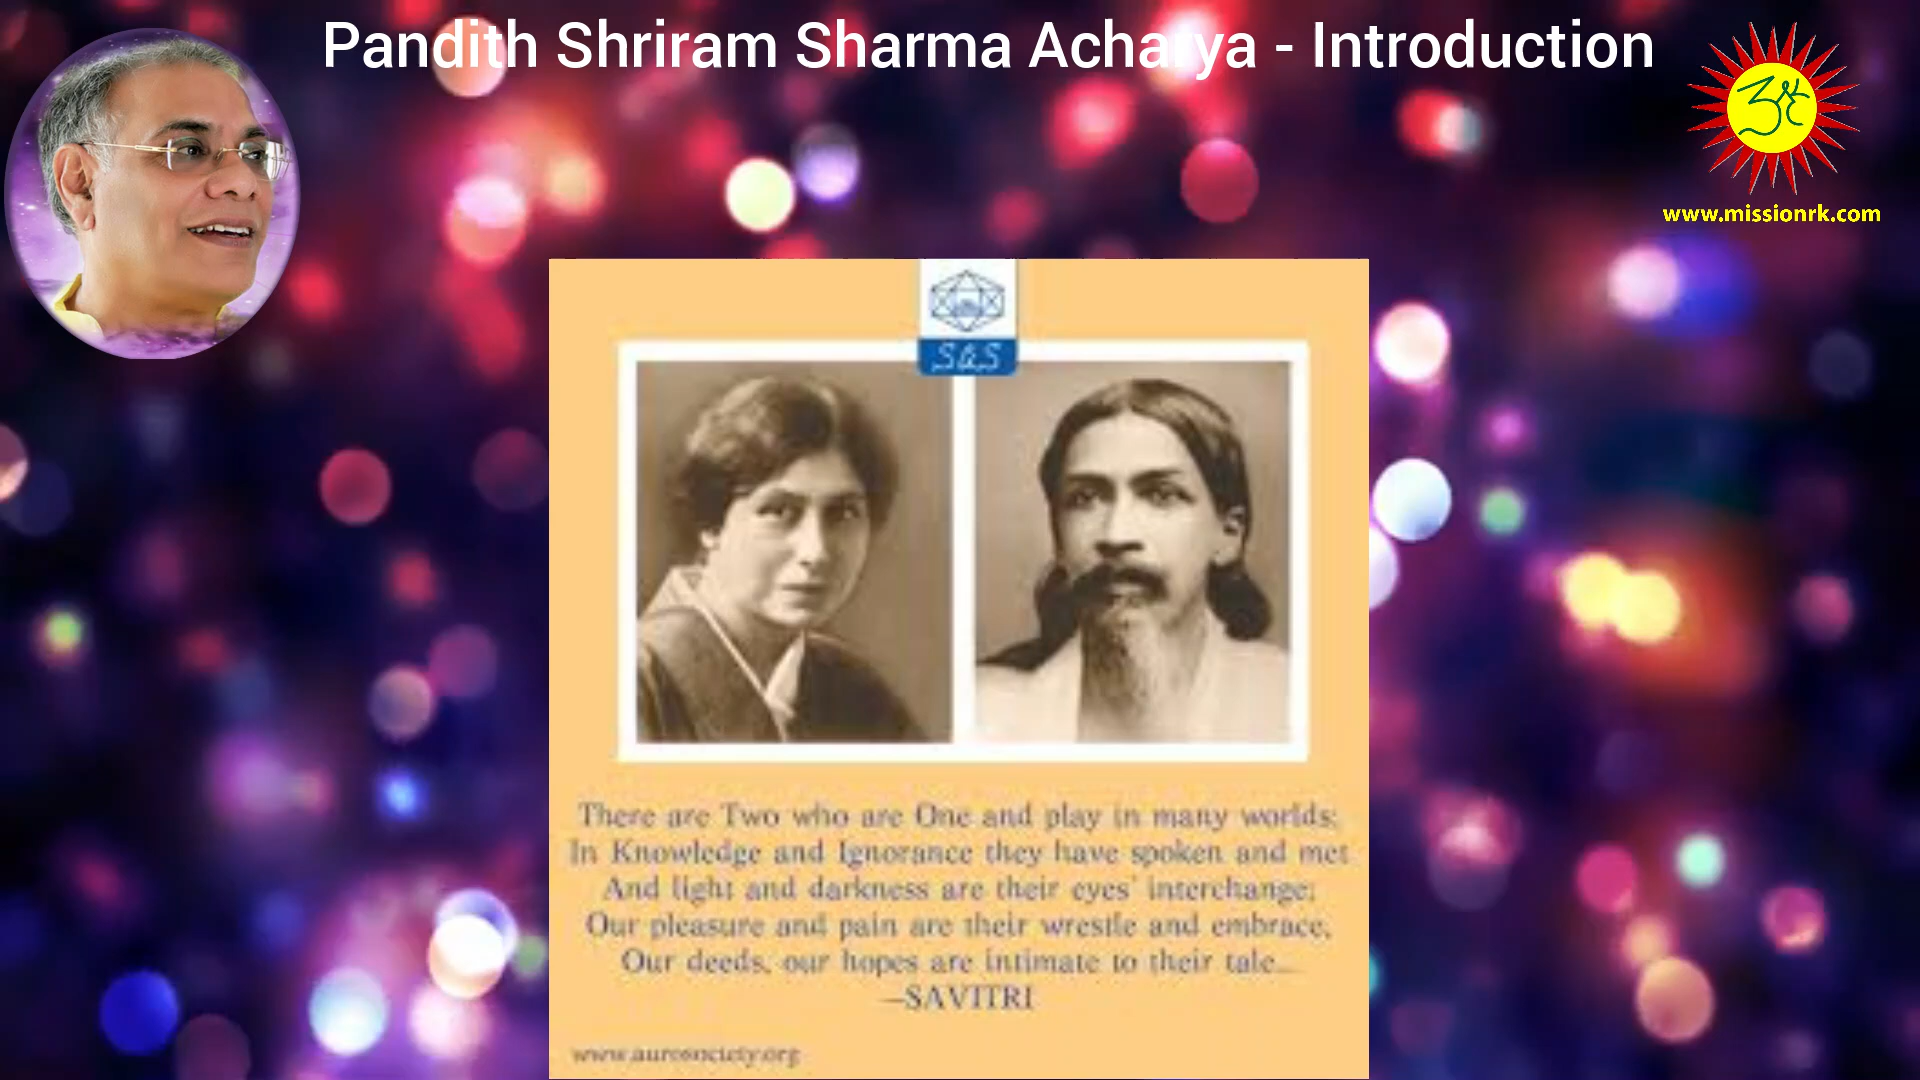 Pandith Shriram Sharma Acharya - Introduction
www.missionrk.com
SAS
There are Two who are One and play in many worlds;
In Knowledge and Ignorance they have spoken and met
And light and darkness are their eyes' interchange;
Our pleasure and pain are their wrestle and embrace,
Our deeds, our hopes are intimate to their tale...
—SAVITRI
www.aurosociety.org